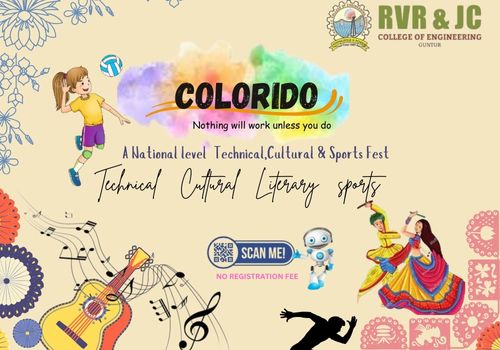 RVR & JC
COLLEGE OF ENGINEERING
GUNTUR
COLORIDO
Nothing will work unless you do
A National level Technical,Cultural & Sports Fest
Technical Cultural Literary sports
SCAN ME!
NO REGISTRATION FEE